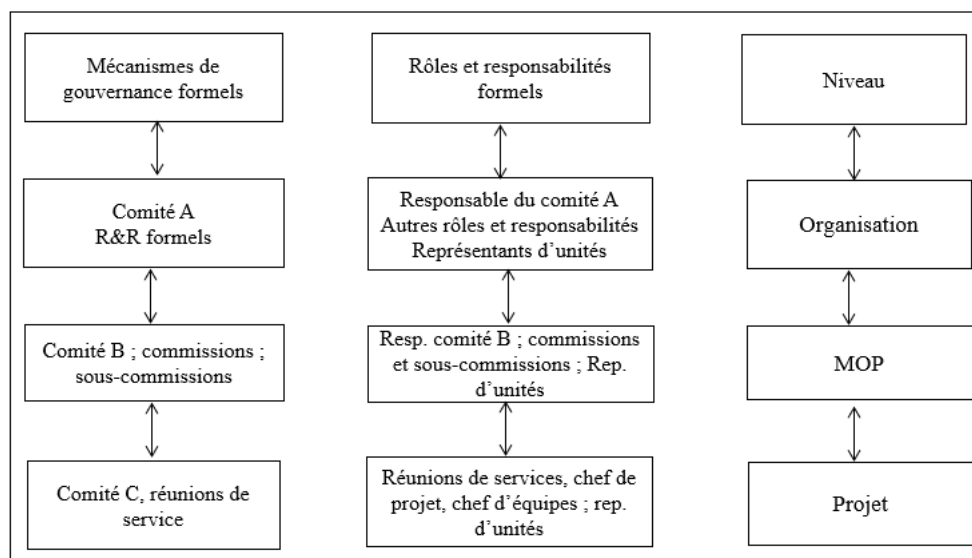 Mécanismes de
gouvernance formels
Rôles et responsabilités
formels
Niveau
Comité A
R&R formels
Responsable du comité A
Autres rôles et responsabilités
Représentants d’unités
Organisation
Comité B ; commissions ;
sous-commissions
Resp. comité B ; commissions
et sous-commissions ; Rep.
d’unités
MOP
Comité C, réunions de
service
Réunions de services, chef de
projet, chef d’équipes ; rep.
d’unités
Projet